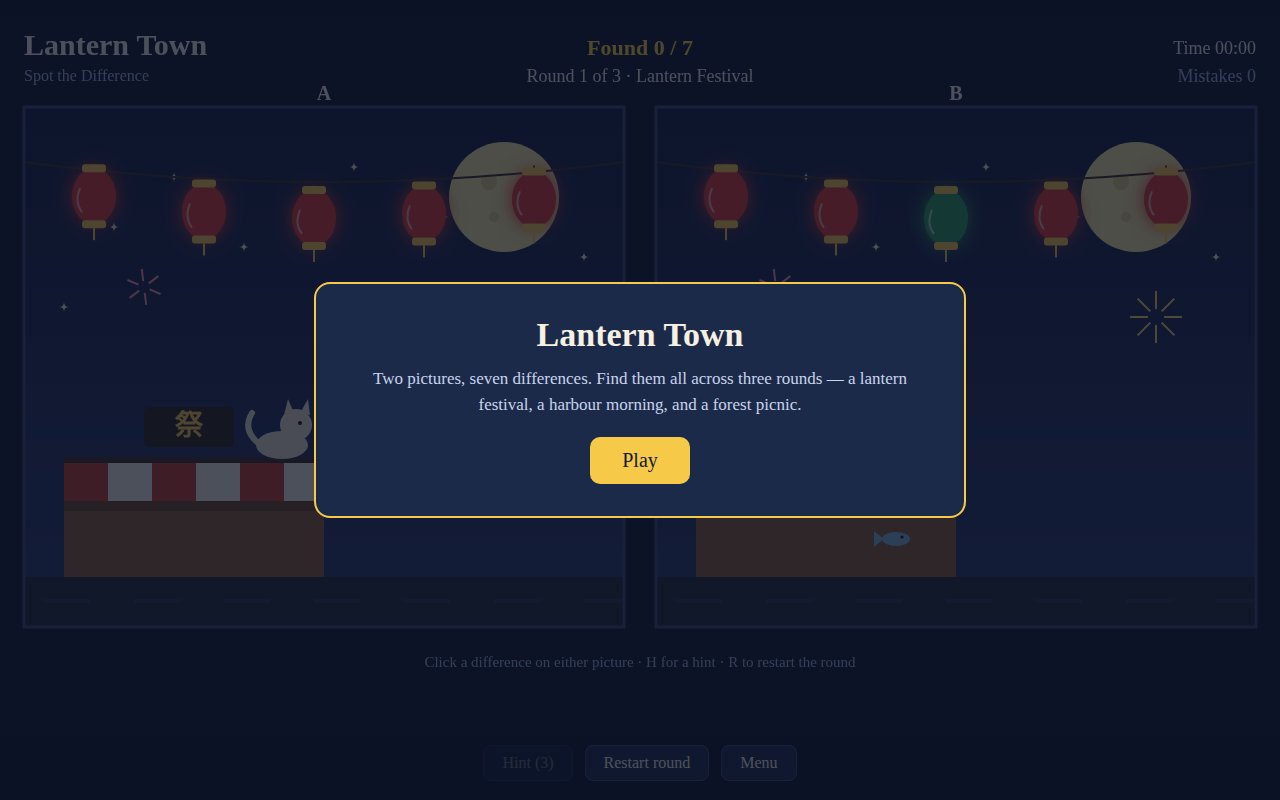 Lantern Town
Spot the Difference
Found 0 / 7
Round 1 of 3 · Lantern Festival
Time 00:00
Mistakes 0
A
B
祭
Lantern Town
Two pictures, seven differences. Find them all across three rounds — a lantern
festival, a harbour morning, and a forest picnic.
Play
Click a difference on either picture · H for a hint · R to restart the round
Hint (3)
Restart round
Menu